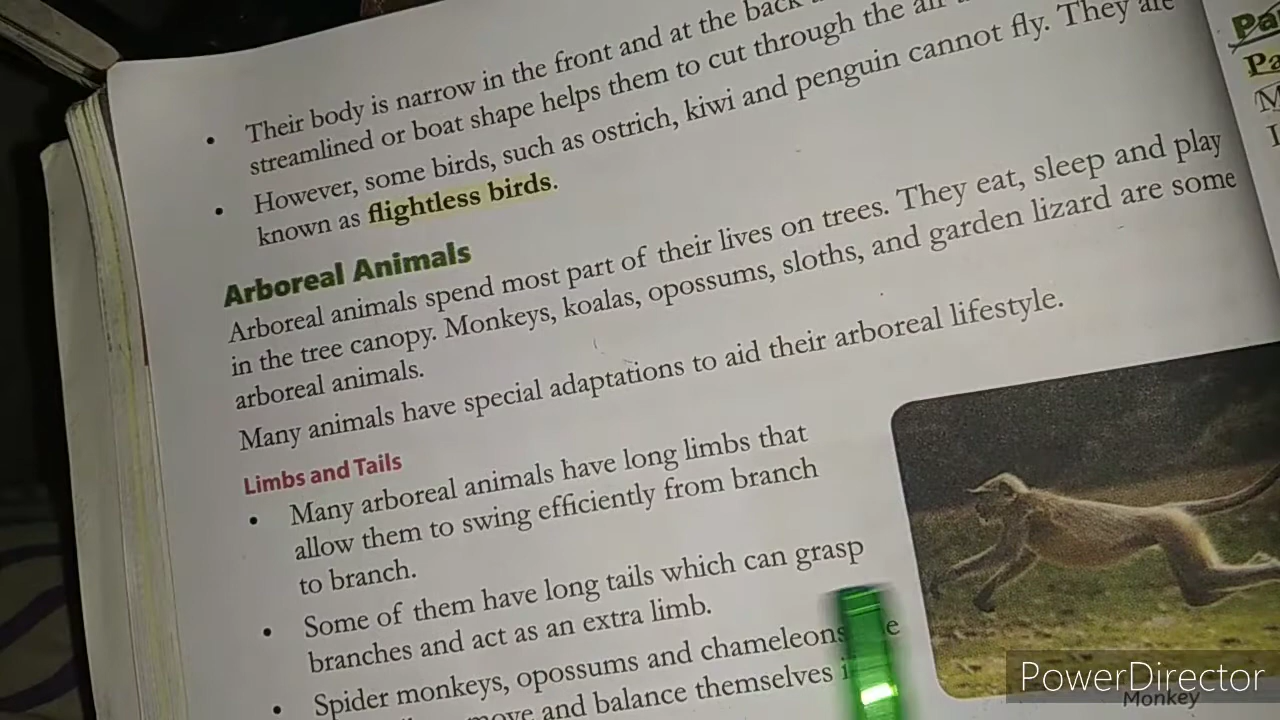 Their body is narrow in the front and at the back
streamlined or boat shape helps them to cut through the air
However, some birds, such as ostrich, kiwi and penguin cannot fly. They are
known as flightless birds.
Arboreal Animals
Arboreal animals spend most part of their lives on trees. They eat, sleep and play
in the tree canopy. Monkeys, koalas, opossums, sloths, and garden lizard are some
arboreal animals.
Many animals have special adaptations to aid their arboreal lifestyle.
Limbs and Tails
Many arboreal animals have long limbs that
allow them to swing efficiently from branch
to branch.
Some of them have long tails which can grasp
branches and act as an extra limb.
Spider monkeys, opossums and chameleons
move and balance themselves
Monkey
Pa
Pa
M
PowerDirector